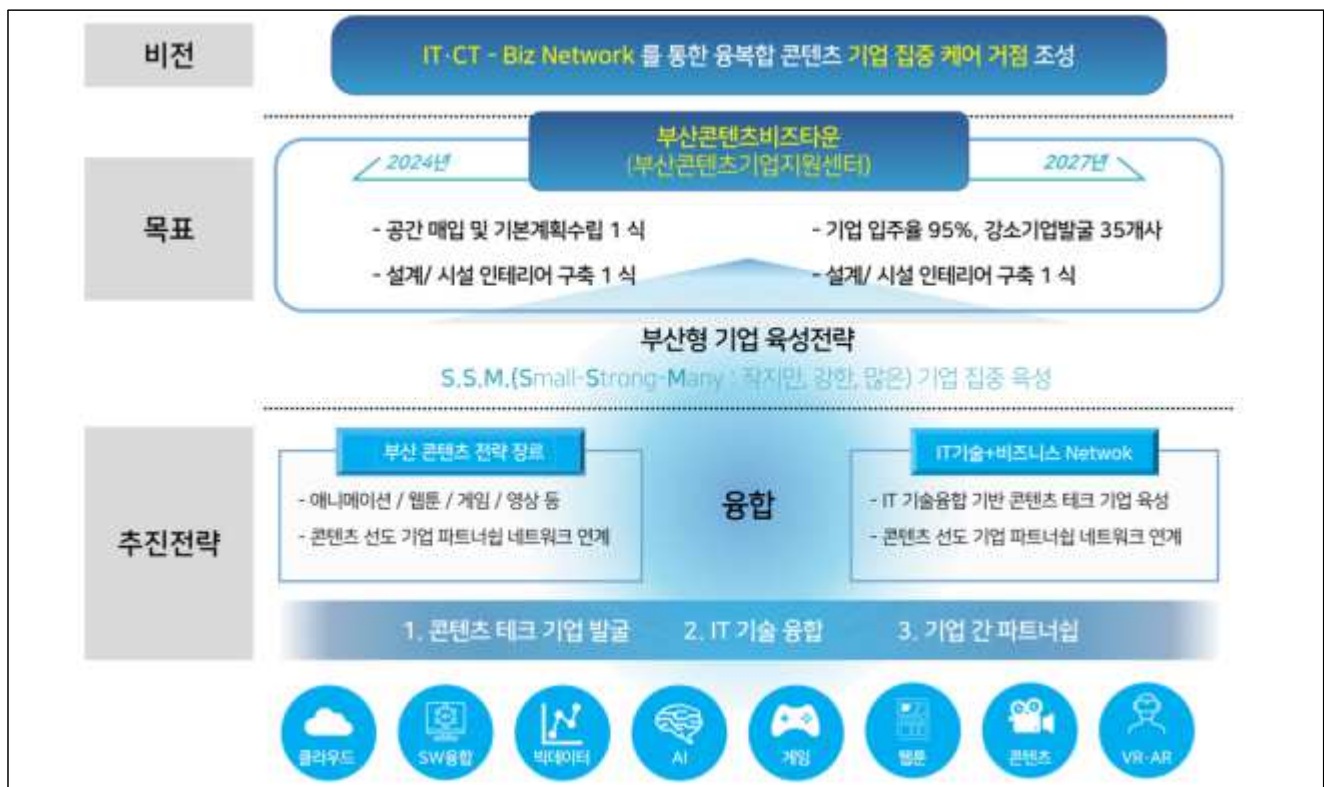 비전
IT·CT - Biz Network 를 통한 융복합 콘텐츠 기업 집중 케어 거점 조성
목표
부산콘텐츠비즈타운
(부산콘텐츠기업지원센터)
2024년
- 공간 매입 및 기본계획수립 1 식
- 설계/ 시설 인테리어 구축 1 식
2027년
- 기업 입주율 95%, 강소기업발굴 35개사
- 설계/ 시설 인테리어 구축 1 식
부산형 기업 육성전략
S.S.M.(Small-Strong-Many : 작지만, 강한, 많은) 기업 집중 육성
추진전략
부산 콘텐츠 전략 장르
- 애니메이션 / 웹툰 / 게임 / 영상 등
- 콘텐츠 선도 기업 파트너쉽 네트워크 연계
융합
IT기술+비즈니스 Netwok
- IT 기술융합 기반 콘텐츠 테크 기업 육성
- 콘텐츠 선도 기업 파트너쉽 네트워크 연계
1. 콘텐츠 테크 기업 발굴 2. IT 기술 융합 3. 기업 간 파트너쉽
클라우드
SW융합
빅데이터
AI
게임
웹툰
콘텐츠
VR·AR